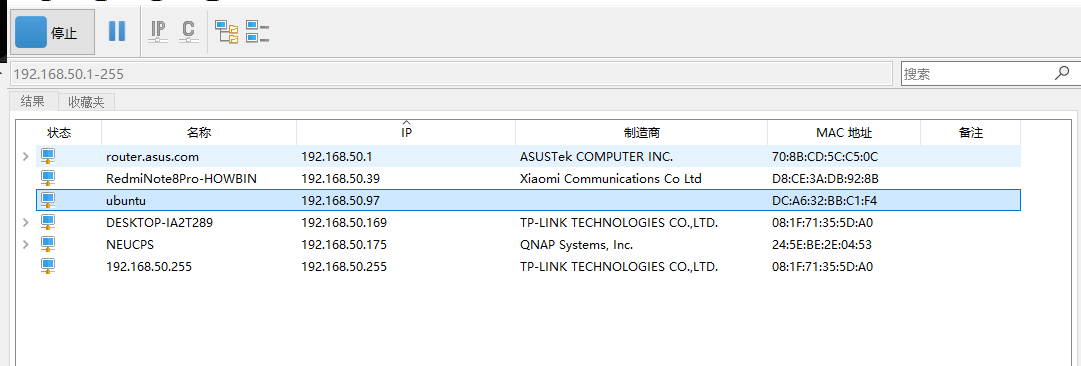 停止
IP
C
192.168.50.1-255
搜索
结果 收藏夹
状态 名称 IP 制造商 MAC 地址 备注
router.asus.com 192.168.50.1 ASUSTek COMPUTER INC. 70:8B:CD:5C:C5:0C
RedmiNote8Pro-HOWBIN 192.168.50.39 Xiaomi Communications Co Ltd D8:CE:3A:DB:92:8B
ubuntu 192.168.50.97 DC:A6:32:BB:C1:F4
DESKTOP-IA2T289 192.168.50.169 TP-LINK TECHNOLOGIES CO.,LTD. 08:1F:71:35:5D:A0
NEUCPS 192.168.50.175 QNAP Systems, Inc. 24:5E:BE:2E:04:53
192.168.50.255 192.168.50.255 TP-LINK TECHNOLOGIES CO.,LTD. 08:1F:71:35:5D:A0